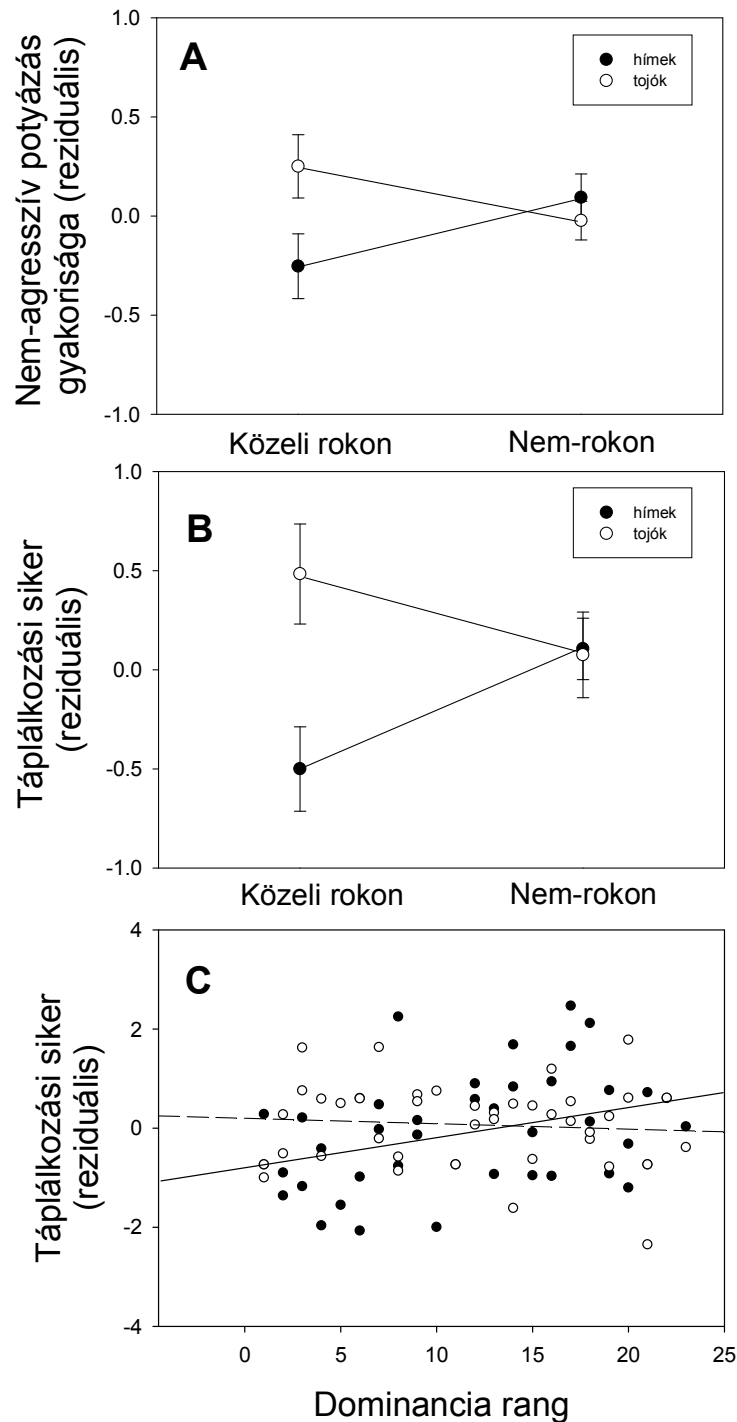 A
hímek
tojók
Nem-agresszív potyázás
gyakorisága (reziduális)
1.0
0.5
0.0
-0.5
-1.0
Közeli rokon
Nem-rokon
B
hímek
tojók
Táplálkozási siker
(reziduális)
1.0
0.5
0.0
-0.5
-1.0
Közeli rokon
Nem-rokon
C
Táplálkozási siker
(reziduális)
4
2
0
-2
-4
0 5 10 15 20 25
Dominancia rang